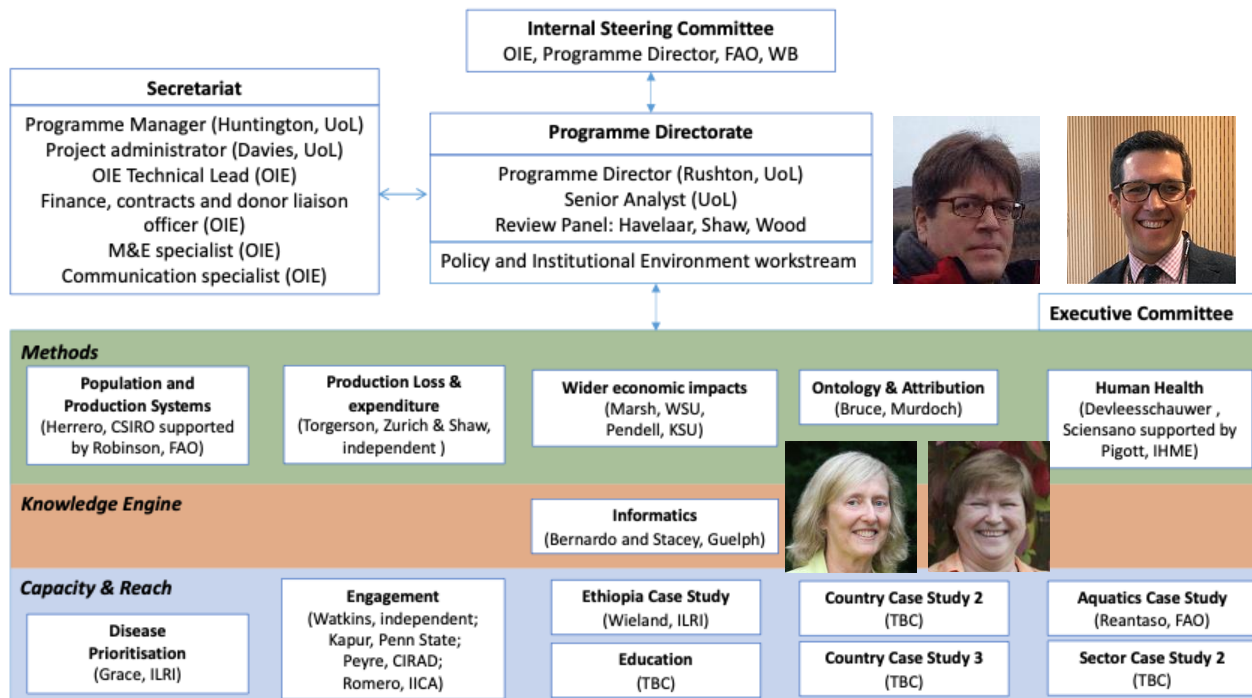 Internal Steering Committee
OIE, Programme Director, FAO, WB
Secretariat
Programme Manager (Huntington, UoL)
Project administrator (Davies, UoL)
OIE Technical Lead (OIE)
Finance, contracts and donor liaison
officer (OIE)
M&E specialist (OIE)
Communication specialist (OIE)
Programme Directorate
Programme Director (Rushton, UoL)
Senior Analyst (UoL)
Review Panel: Havelaar, Shaw, Wood
Policy and Institutional Environment workstream
Executive Committee
Methods
Population and
Production Systems
(Herrero, CSIRO supported
by Robinson, FAO)
Production Loss &
expenditure
(Torgerson, Zurich & Shaw,
independent )
Wider economic impacts
(Marsh, WSU,
Pendell, KSU)
Ontology & Attribution
(Bruce, Murdoch)
Human Health
(Devleesschauwer ,
Sciensano supported by
Pigott, IHME)
Knowledge Engine
Informatics
(Bernardo and Stacey, Guelph)
Capacity & Reach
Disease
Prioritisation
(Grace, ILRI)
Engagement
(Watkins, independent;
Kapur, Penn State;
Peyre, CIRAD;
Romero, IICA)
Ethiopia Case Study
(Wieland, ILRI)
Education
(TBC)
Country Case Study 2
(TBC)
Country Case Study 3
(TBC)
Aquatics Case Study
(Reantaso, FAO)
Sector Case Study 2
(TBC)